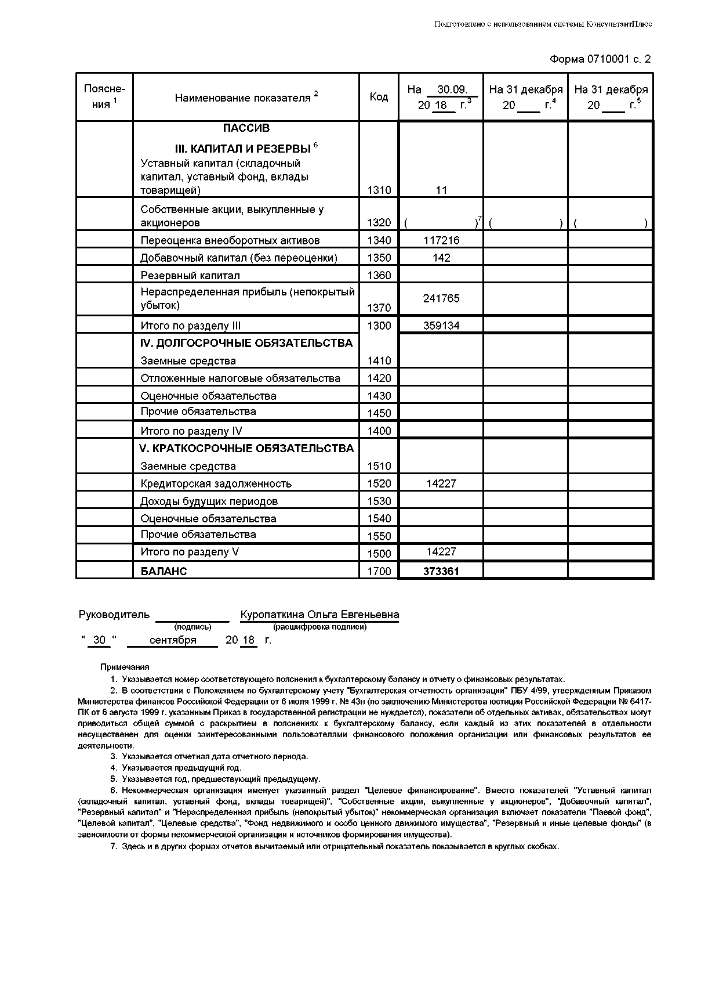 Подготовлено с использованием системы КонсультантПлюс
Форма 0710001 с. 2
Поясне-
ния 1
Наименование показателя 2
Код
На 30.09.
20 18 г.3
На 31 декабря
20 г.4
На 31 декабря
20 г.5
ПАССИВ
III. КАПИТАЛ И РЕЗЕРВЫ 6
Уставный капитал (складочный
капитал, уставный фонд, вклады
товарищей) 1310 11
Собственные акции, выкупленные у
акционеров 1320 ( )7 ( ) ( )
Переоценка внеоборотных активов 1340 117216
Добавочный капитал (без переоценки) 1350 142
Резервный капитал 1360
Нераспределенная прибыль (непокрытый
убыток) 1370 241765
Итого по разделу III 1300 359134
IV. ДОЛГОСРОЧНЫЕ ОБЯЗАТЕЛЬСТВА
Заемные средства 1410
Отложенные налоговые обязательства 1420
Оценочные обязательства 1430
Прочие обязательства 1450
Итого по разделу IV 1400
V. КРАТКОСРОЧНЫЕ ОБЯЗАТЕЛЬСТВА
Заемные средства 1510
Кредиторская задолженность 1520 14227
Доходы будущих периодов 1530
Оценочные обязательства 1540
Прочие обязательства 1550
Итого по разделу V 1500 14227
БАЛАНС 1700 373361
Руководитель Куропаткина Ольга Евгеньевна
(подпись) (расшифровка подписи)
" 30 " сентября 20 18 г.
Примечания
1. Указывается номер соответствующего пояснения к бухгалтерскому балансу и отчету о финансовых результатах.
2. В соответствии с Положением по бухгалтерскому учету "Бухгалтерская отчетность организации" ПБУ 4/99, утвержденным Приказом
Министерства финансов Российской Федерации от 6 июля 1999 г. № 43н (по заключению Министерства юстиции Российской Федерации № 6417-
ПК от 6 августа 1999 г. указанным Приказ в государственной регистрации не нуждается), показатели об отдельных активах, обязательствах могут
приводиться общей суммой с раскрытием в пояснениях к бухгалтерскому балансу, если каждый из этих показателей в отдельности
несущественен для оценки заинтересованными пользователями финансового положения организации или финансовых результатов ее
деятельности.
3. Указывается отчетная дата отчетного периода.
4. Указывается предыдущий год.
5. Указывается год, предшествующий предыдущему.
6. Некоммерческая организация именует указанный раздел "Целевое финансирование". Вместо показателей "Уставный капитал
(складочный капитал, уставный фонд, вклады товарищей)", "Собственные акции, выкупленные у акционеров", "Добавочный капитал",
"Резервный капитал" и "Нераспределенная прибыль (непокрытый убыток)" некоммерческая организация включает показатели "Паевой фонд",
"Целевой капитал", "Целевые средства", "Фонд недвижимого и особо ценного движимого имущества", "Резервный и иные целевые фонды" (в
зависимости от формы некоммерческой организации и источников формирования имущества).
7. Здесь и в других формах отчетов вычитаемый или отрицательный показатель показывается в круглых скобках.